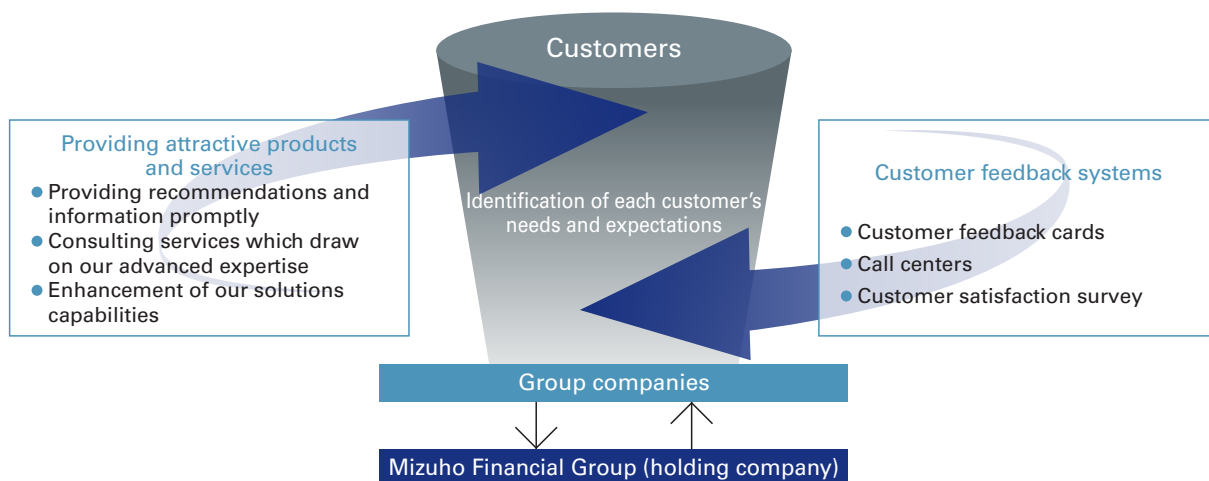 Customers
Providing attractive products
and services
● Providing recommendations and
information promptly
● Consulting services which draw
on our advanced expertise
● Enhancement of our solutions
capabilities
Identification of each customer's
needs and expectations
Customer feedback systems
● Customer feedback cards
● Call centers
● Customer satisfaction survey
Group companies
Mizuho Financial Group (holding company)